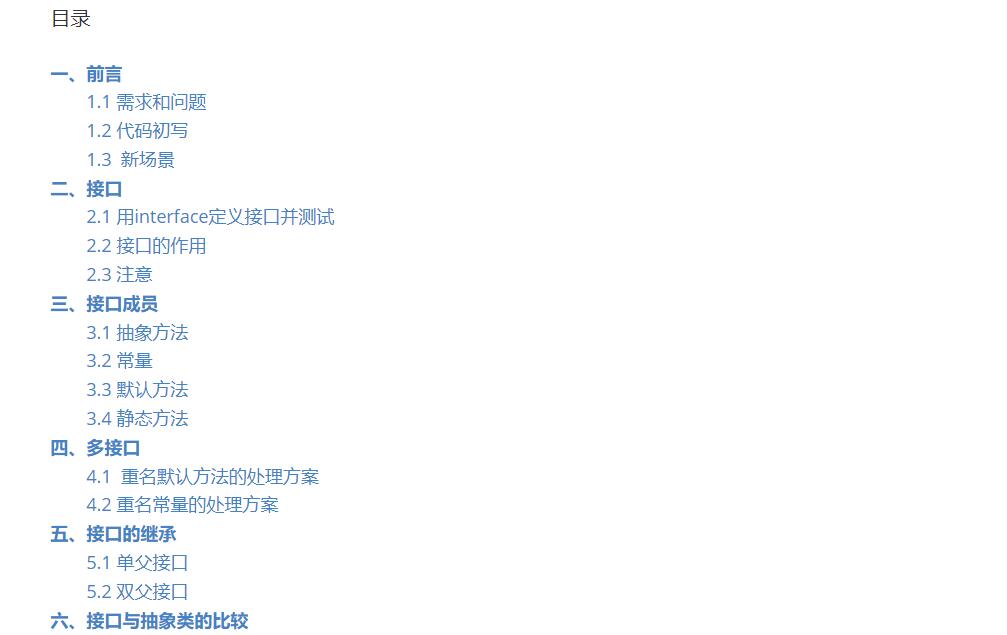 目录
一、前言
1.1 需求和问题
1.2 代码初写
1.3  新场景
二、接口
2.1 用interface定义接口并测试
2.2 接口的作用
2.3 注意
三、接口成员
3.1 抽象方法
3.2 常量
3.3 默认方法
3.4 静态方法
四、多接口
4.1  重名默认方法的处理方案
4.2 重名常量的处理方案
五、接口的继承
5.1 单父接口
5.2 双父接口
六、接口与抽象类的比较